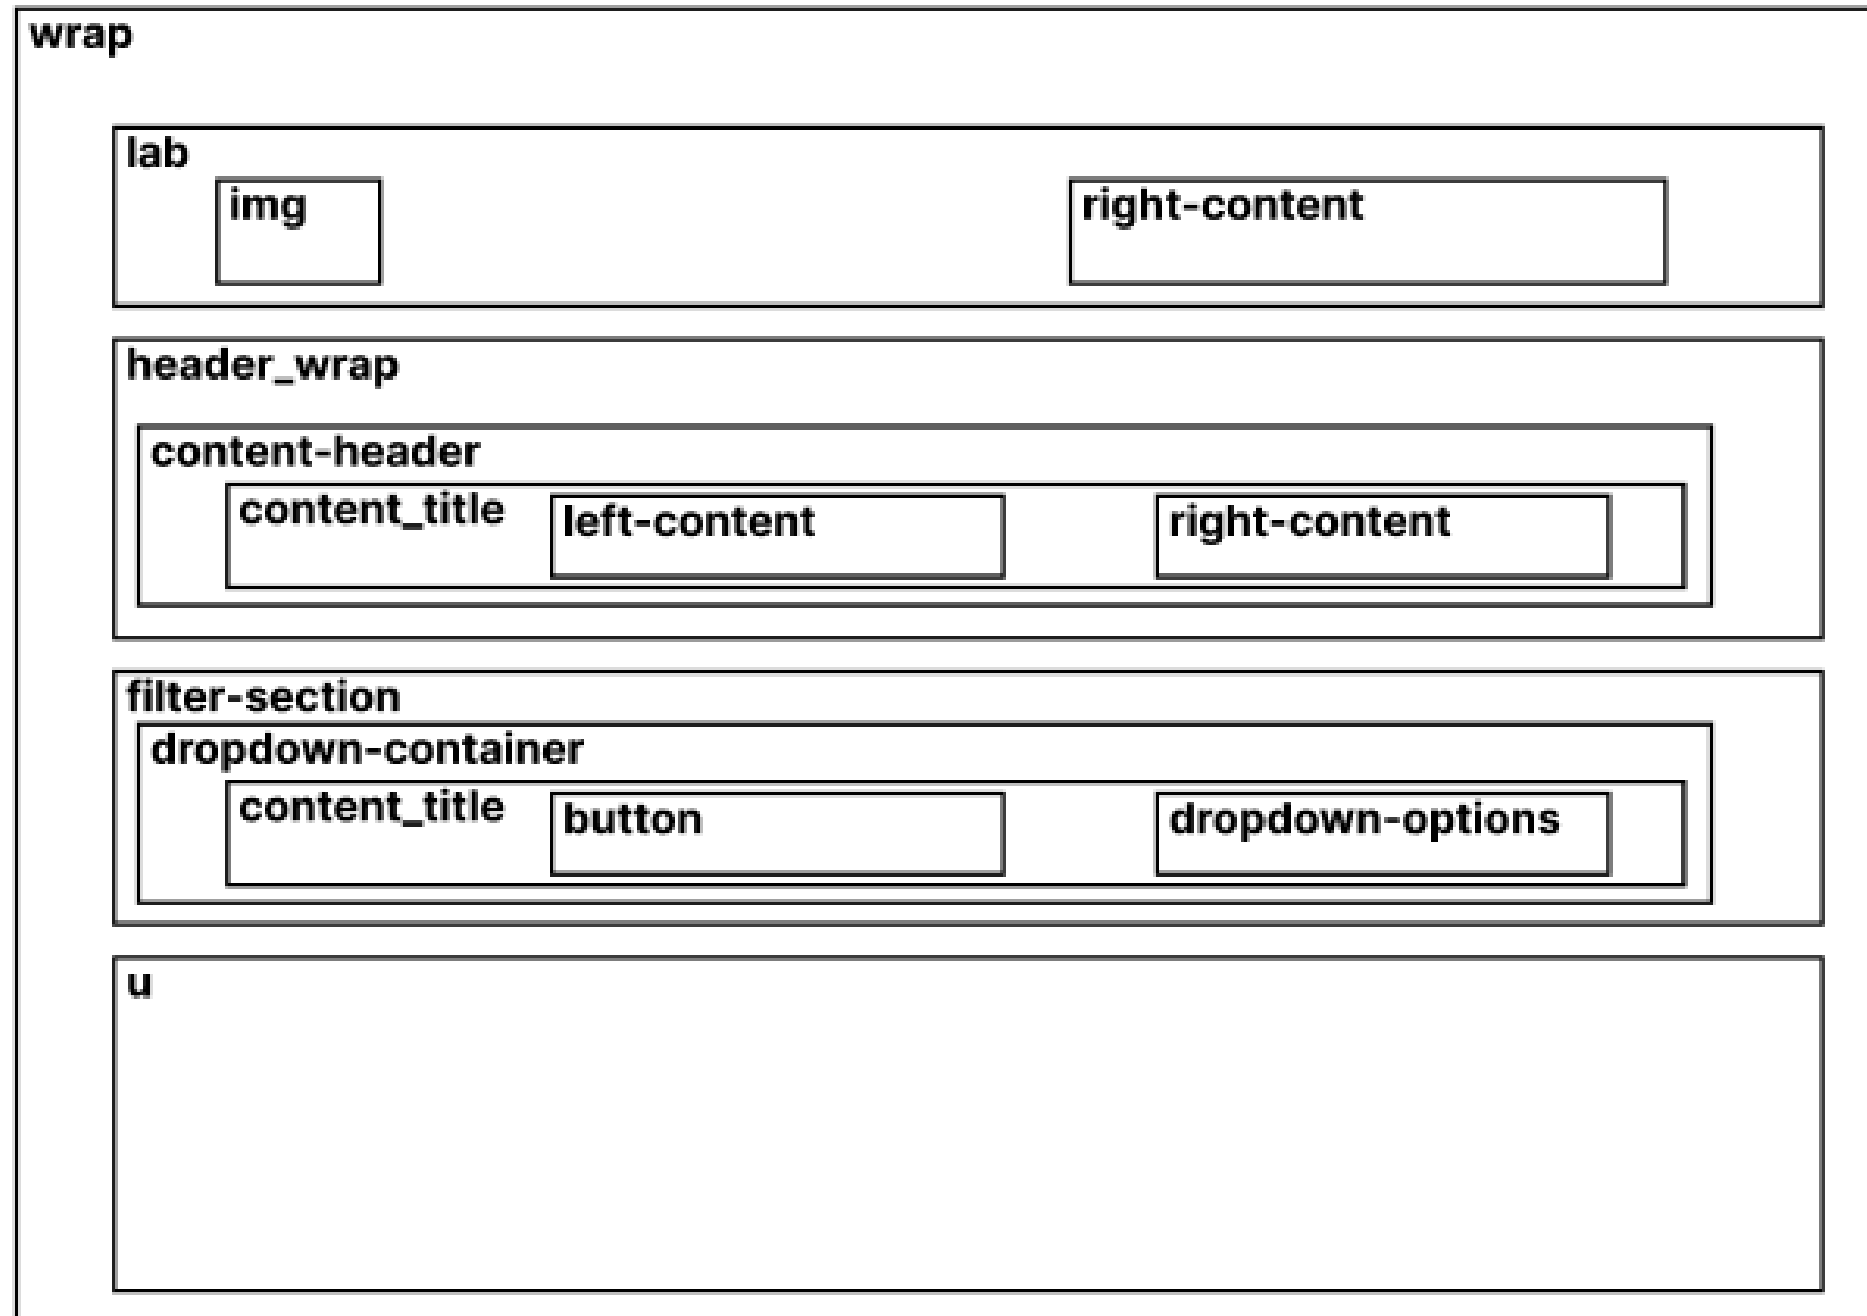 wrap
lab
img
right-content
header_wrap
content-header
content_title
left-content
right-content
filter-section
dropdown-container
content_title
button
dropdown-options
u